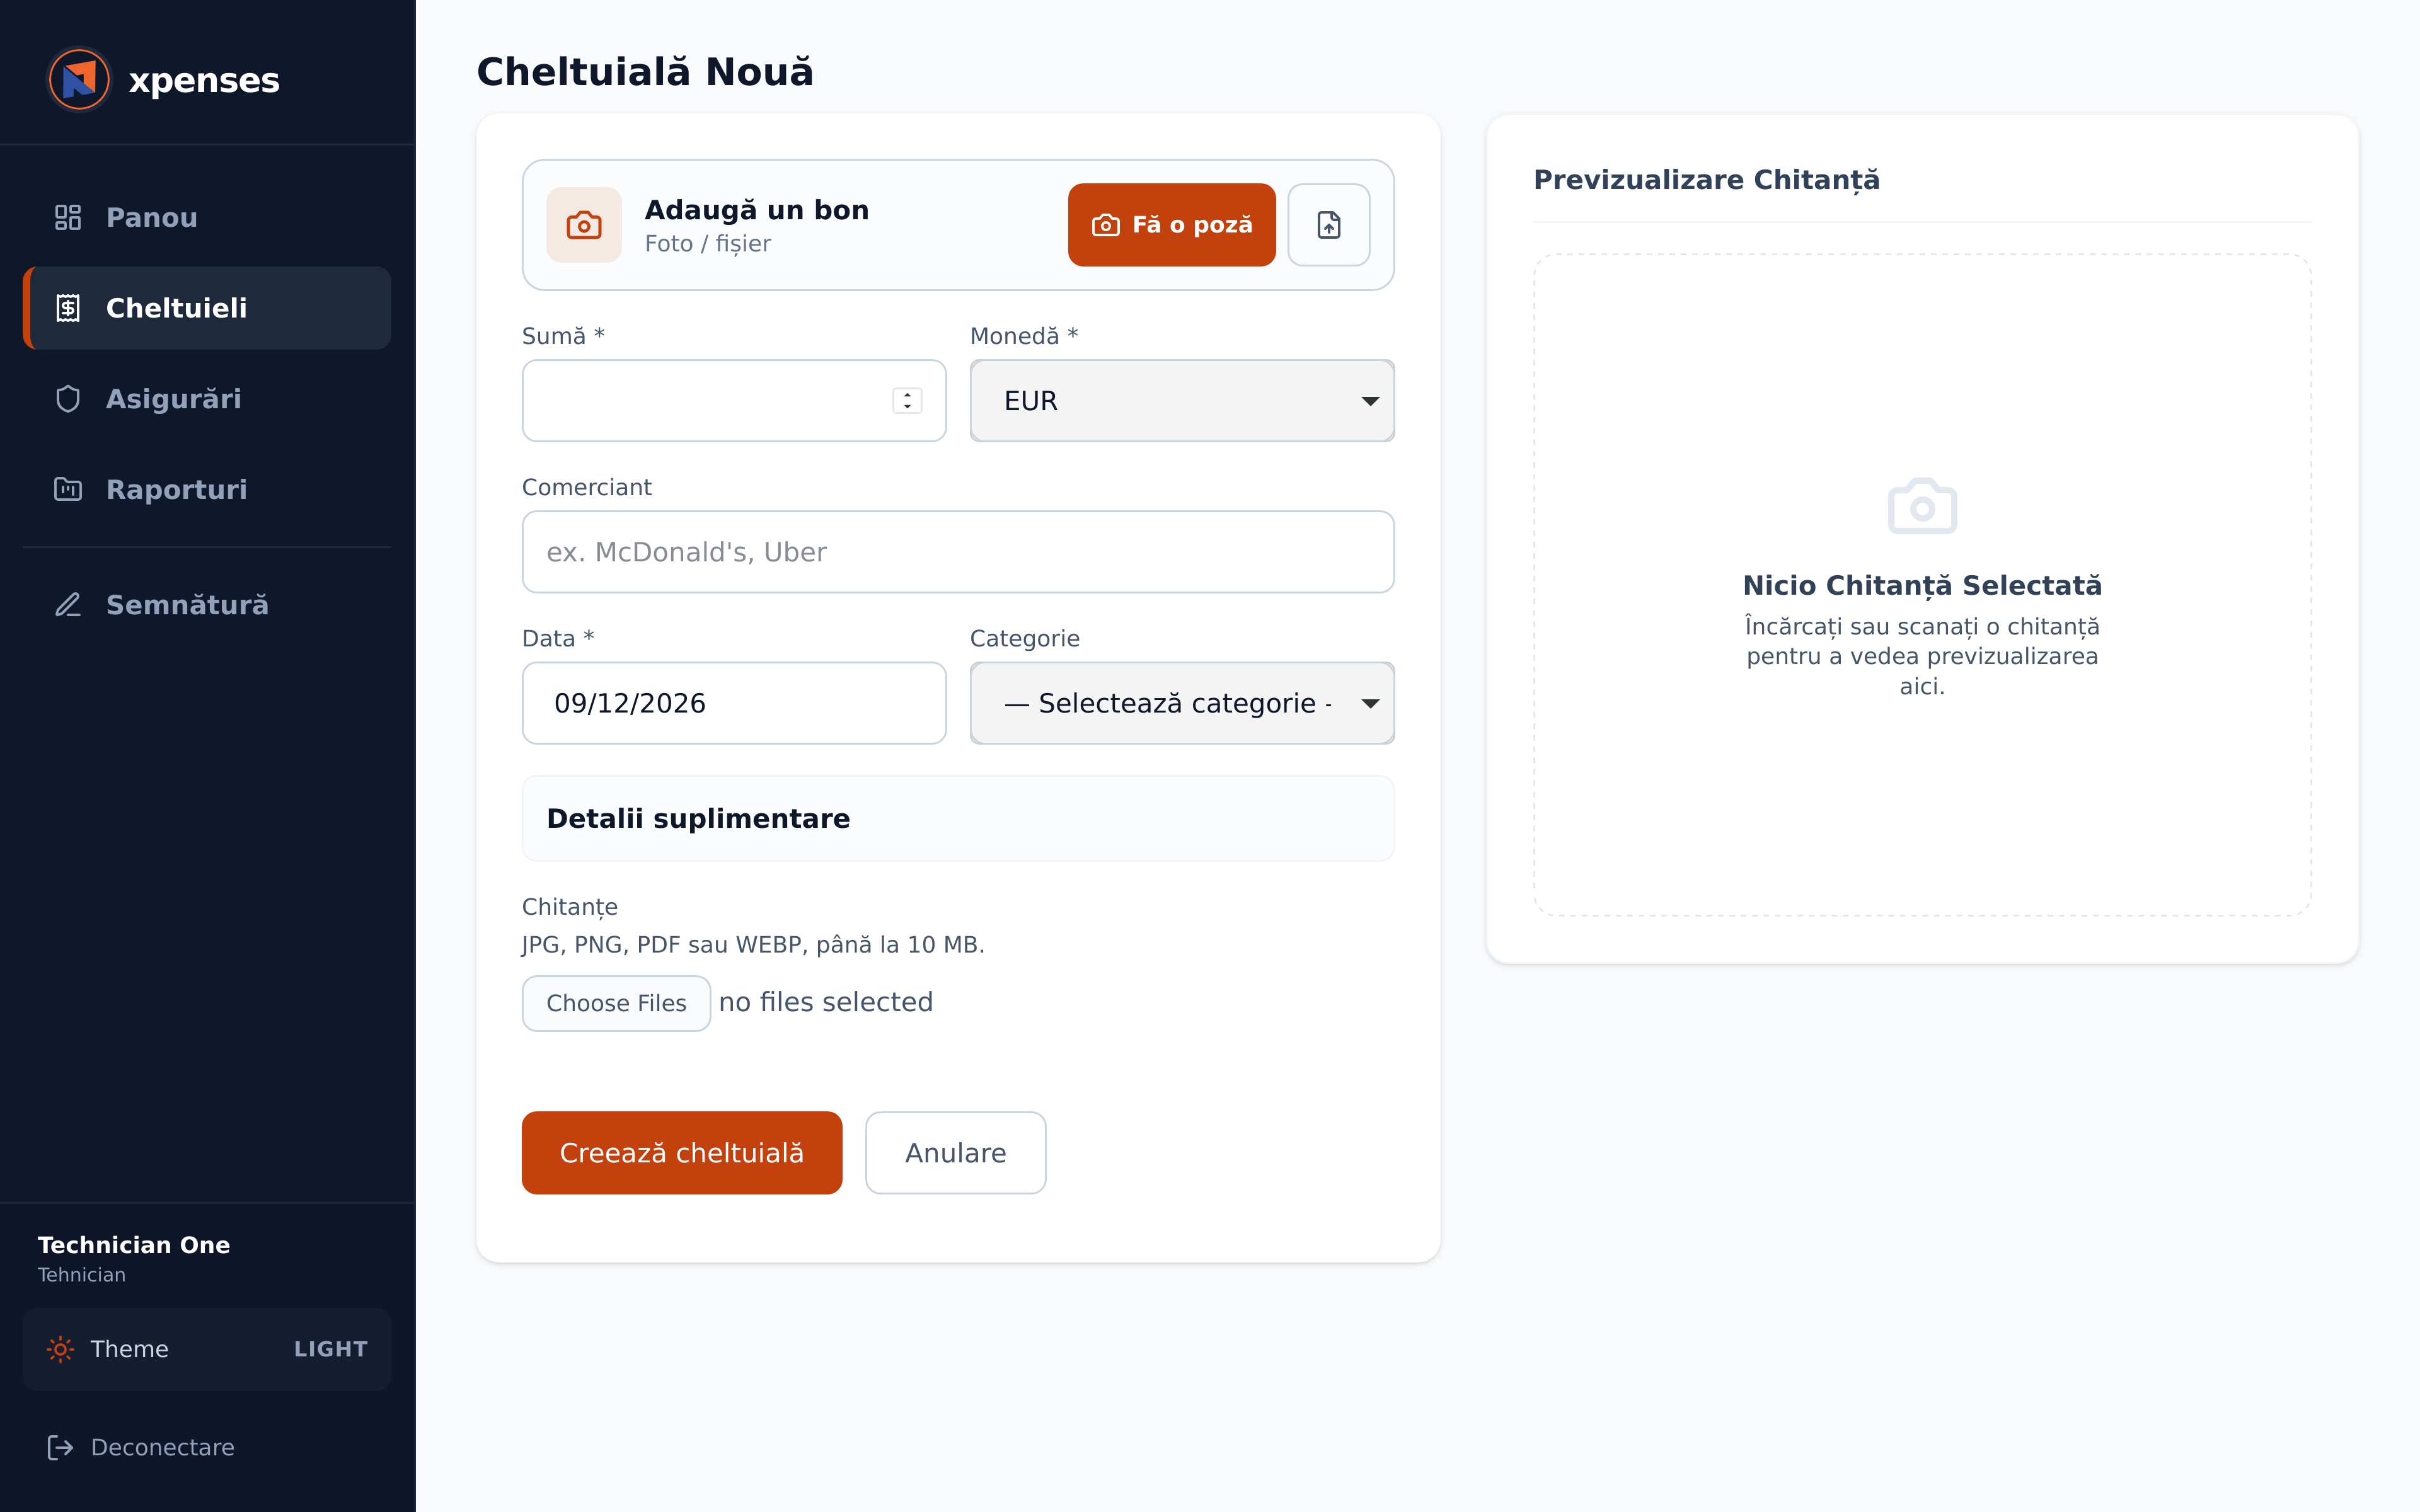 xpenses
Panou
Cheltuieli
Asigurări
Raporturi
Semnătură
Technician One
Tehnician
Theme LIGHT
Deconectare
Cheltuială Nouă
Adaugă un bon
Foto / fișier
Fă o poză
Sumă * Monedă *
EUR
Comerciant
ex. McDonald's, Uber
Data * Categorie
09/12/2026 — Selectează categorie -
Detalii suplimentare
Chitanțe
JPG, PNG, PDF sau WEBP, până la 10 MB.
Choose Files no files selected
Creează cheltuială Anulare
Previzualizare Chitanță
Nicio Chitanță Selectată
Încărcați sau scanați o chitanță
pentru a vedea previzualizarea
aici.